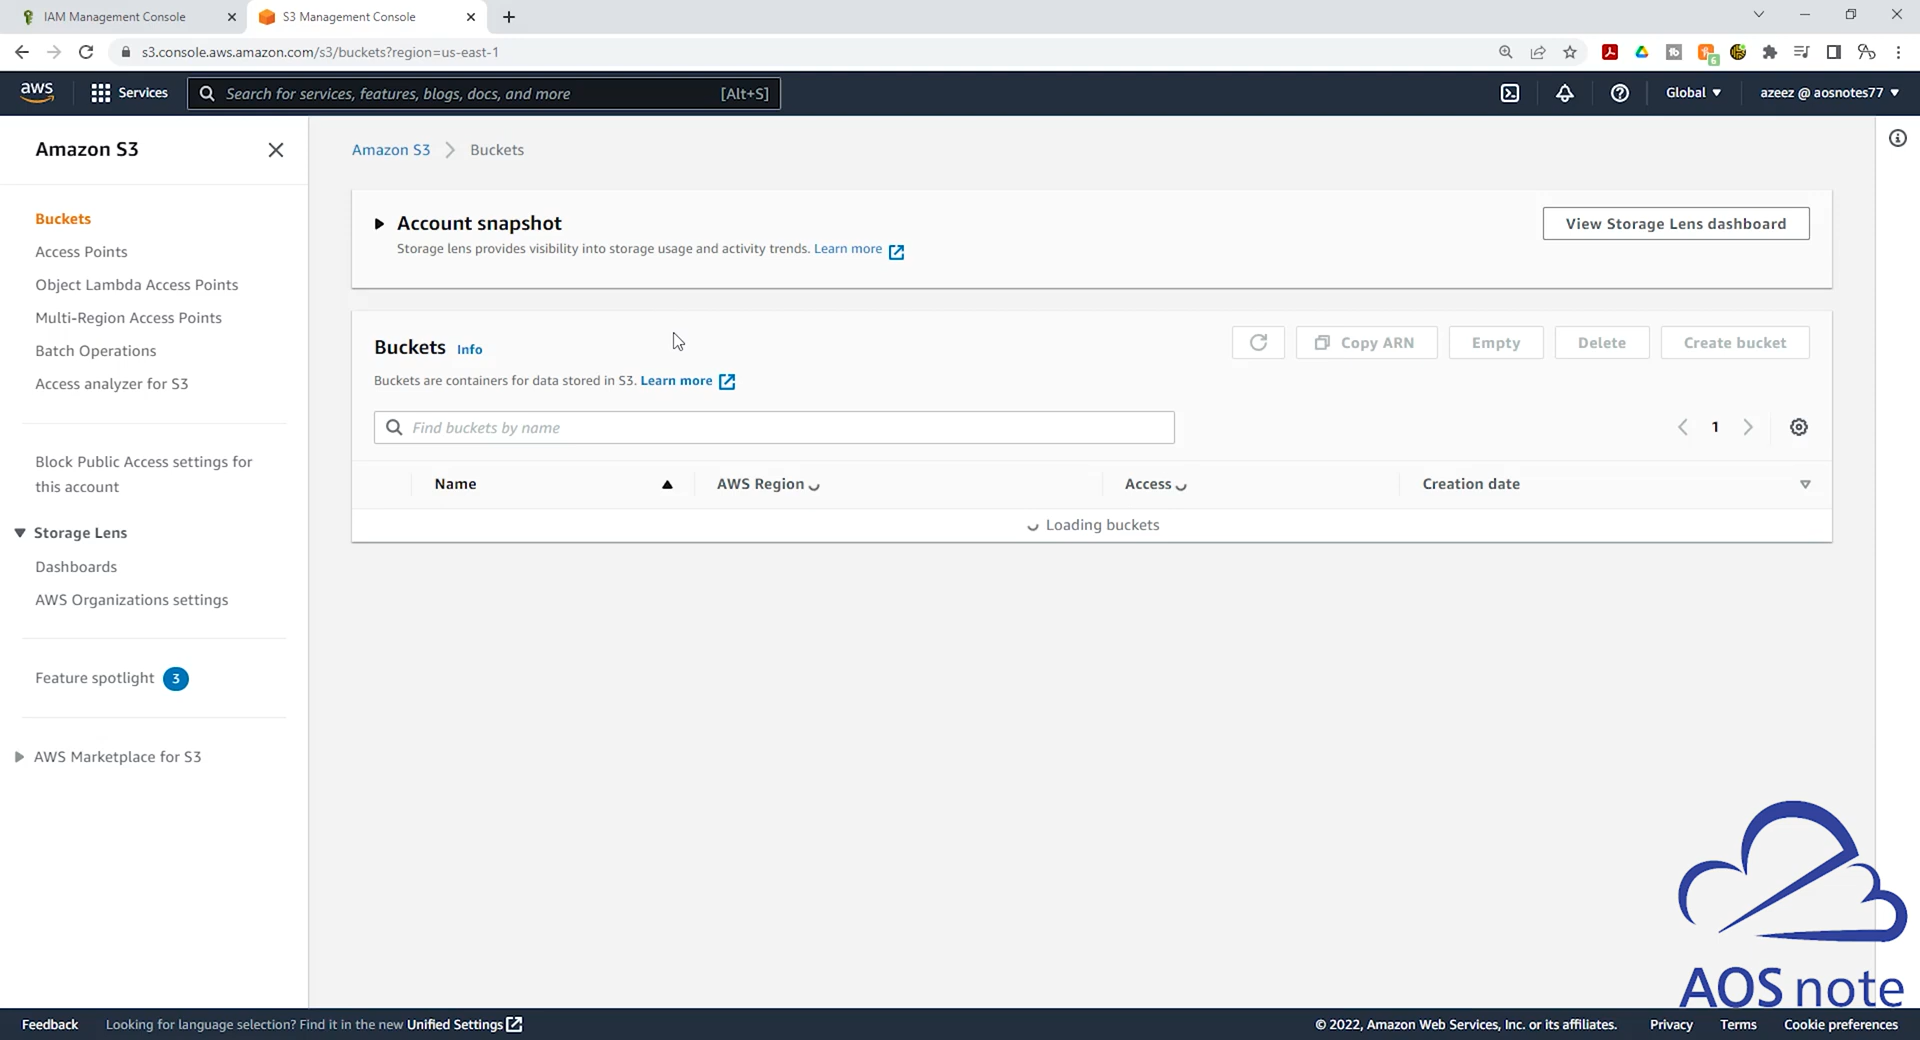 IAM Management Console
S3 Management Console
s3.console.aws.amazon.com/s3/buckets?region=us-east-1
6
aws
Services
Search for services, features, blogs, docs, and more
[Alt+S]
Global
azeez @ aosnotes77
Amazon S3
Buckets
Access Points
Object Lambda Access Points
Multi-Region Access Points
Batch Operations
Access analyzer for S3
Block Public Access settings for
this account
Storage Lens
Dashboards
AWS Organizations settings
Feature spotlight 3
AWS Marketplace for S3
Amazon S3 > Buckets
Account snapshot
Storage lens provides visibility into storage usage and activity trends. Learn more
View Storage Lens dashboard
Buckets Info
Copy ARN
Empty
Delete
Create bucket
Buckets are containers for data stored in S3. Learn more
Find buckets by name
1
Name
AWS Region
Access
Creation date
Loading buckets
AOS note
Feedback
Looking for language selection? Find it in the new Unified Settings
© 2022, Amazon Web Services, Inc. or its affiliates.
Privacy
Terms
Cookie preferences